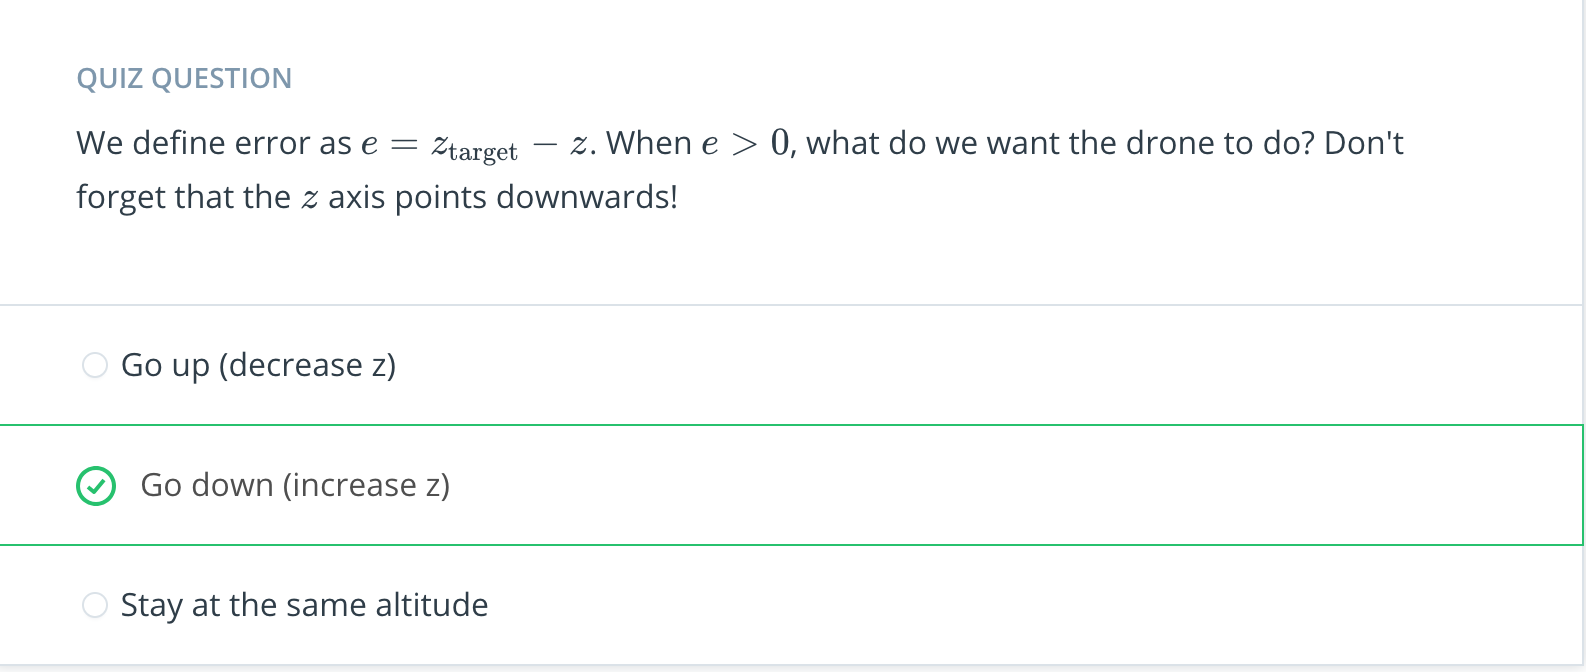 QUIZ QUESTION
We define error as e = z_target − z. When e > 0, what do we want the drone to do? Don't
forget that the z axis points downwards!
Go up (decrease z)
Go down (increase z)
Stay at the same altitude